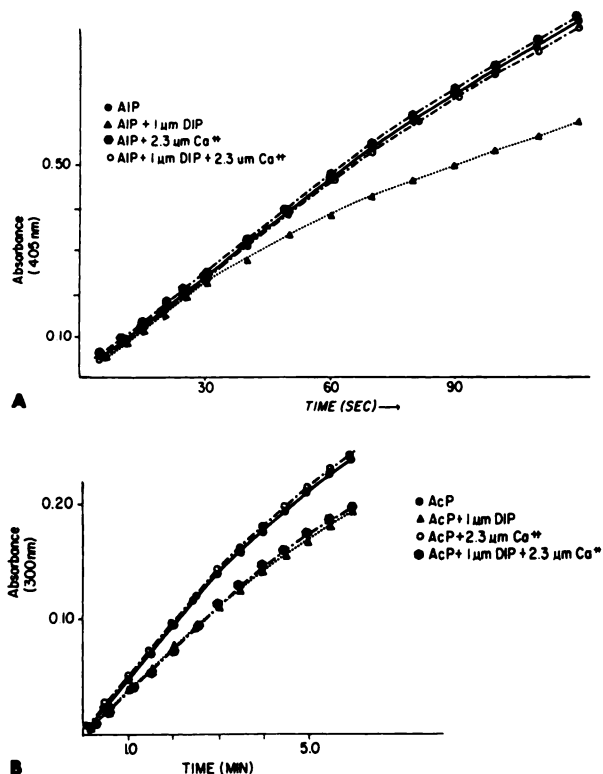 AlP
AlP + 1 µm DIP
AlP + 2.3 µm Ca⁺⁺
AlP + 1 µm DIP + 2.3 µm Ca⁺⁺
0.50
0.10
Absorbance
(405 nm)
30
60
90
A
TIME (SEC) →
AcP
AcP + 1 µm DIP
AcP + 2.3 µm Ca⁺⁺
AcP + 1 µm DIP + 2.3 µm Ca⁺⁺
0.20
0.10
Absorbance
(300nm)
1.0
5.0
B
TIME (MIN)